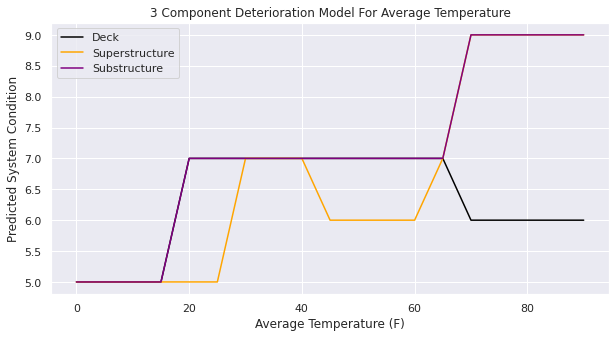 3 Component Deterioration Model For Average Temperature
Deck
Superstructure
Substructure
Predicted System Condition
9.0
8.5
8.0
7.5
7.0
6.5
6.0
5.5
5.0
0 20 40 60 80
Average Temperature (F)